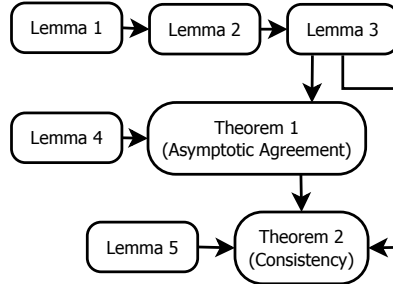 Lemma 1
Lemma 2
Lemma 3
Lemma 4
Theorem 1
(Asymptotic Agreement)
Lemma 5
Theorem 2
(Consistency)